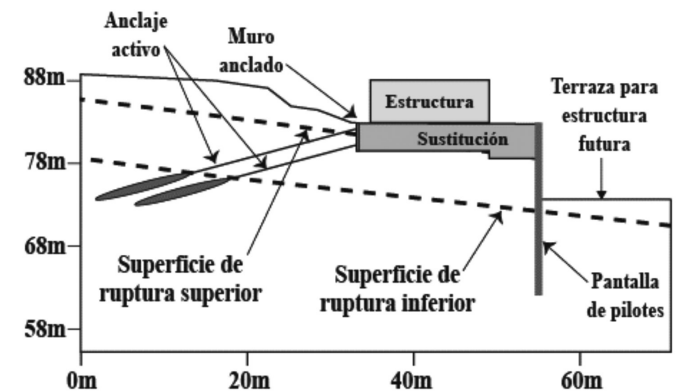 Anclaje
activo
Muro
anclado
88m
Estructura
Terraza para
estructura
futura
Sustitución
78m
68m
Superficie de
ruptura superior
Superficie de
ruptura inferior
Pantalla
de pilotes
58m
0m
20m
40m
60m